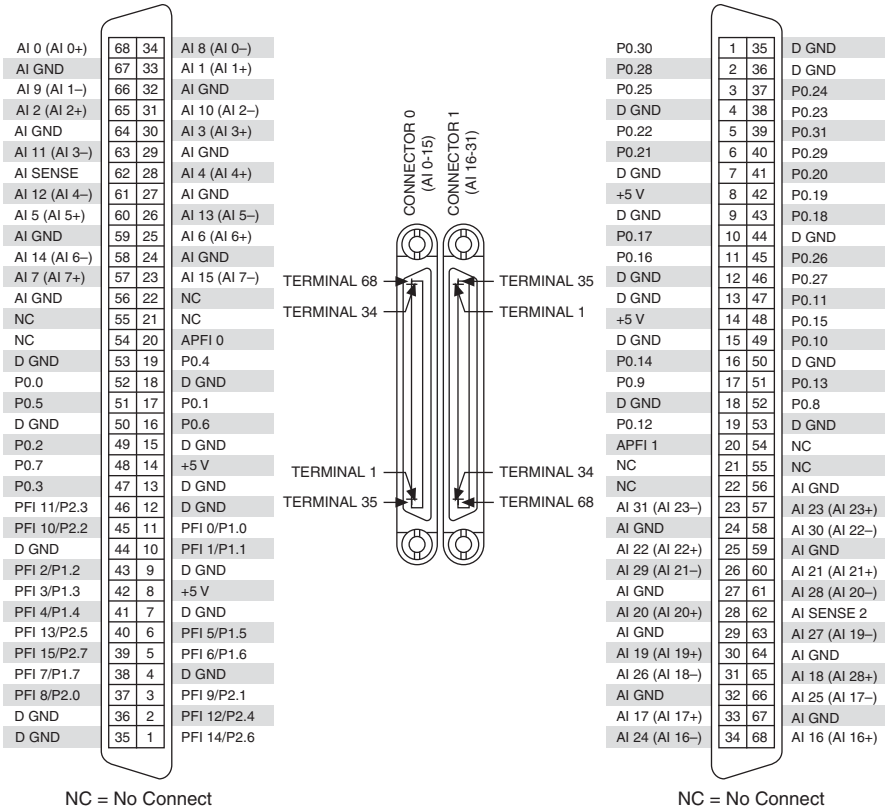 AI 0 (AI 0+) 68 34 AI 8 (AI 0–)
AI GND 67 33 AI 1 (AI 1+)
AI 9 (AI 1–) 66 32 AI GND
AI 2 (AI 2+) 65 31 AI 10 (AI 2–)
AI GND 64 30 AI 3 (AI 3+)
AI 11 (AI 3–) 63 29 AI GND
AI SENSE 62 28 AI 4 (AI 4+)
AI 12 (AI 4–) 61 27 AI GND
AI 5 (AI 5+) 60 26 AI 13 (AI 5–)
AI GND 59 25 AI 6 (AI 6+)
AI 14 (AI 6–) 58 24 AI GND
AI 7 (AI 7+) 57 23 AI 15 (AI 7–)
AI GND 56 22 NC
NC 55 21 NC
NC 54 20 APFI 0
D GND 53 19 P0.4
P0.0 52 18 D GND
P0.5 51 17 P0.1
D GND 50 16 P0.6
P0.2 49 15 D GND
P0.7 48 14 +5 V
P0.3 47 13 D GND
PFI 11/P2.3 46 12 D GND
PFI 10/P2.2 45 11 PFI 0/P1.0
D GND 44 10 PFI 1/P1.1
PFI 2/P1.2 43 9 D GND
PFI 3/P1.3 42 8 +5 V
PFI 4/P1.4 41 7 D GND
PFI 13/P2.5 40 6 PFI 5/P1.5
PFI 15/P2.7 39 5 PFI 6/P1.6
PFI 7/P1.7 38 4 D GND
PFI 8/P2.0 37 3 PFI 9/P2.1
D GND 36 2 PFI 12/P2.4
D GND 35 1 PFI 14/P2.6
NC = No Connect
CONNECTOR 0
(AI 0-15)
CONNECTOR 1
(AI 16-31)
TERMINAL 68
TERMINAL 35
TERMINAL 34
TERMINAL 1
TERMINAL 1
TERMINAL 34
TERMINAL 35
TERMINAL 68
P0.30 1 35 D GND
P0.28 2 36 D GND
P0.25 3 37 P0.24
D GND 4 38 P0.23
P0.22 5 39 P0.31
P0.21 6 40 P0.29
D GND 7 41 P0.20
+5 V 8 42 P0.19
D GND 9 43 P0.18
P0.17 10 44 D GND
P0.16 11 45 P0.26
D GND 12 46 P0.27
D GND 13 47 P0.11
+5 V 14 48 P0.15
D GND 15 49 P0.10
P0.14 16 50 D GND
P0.9 17 51 P0.13
D GND 18 52 P0.8
P0.12 19 53 D GND
APFI 1 20 54 NC
NC 21 55 NC
NC 22 56 AI GND
AI 31 (AI 23–) 23 57 AI 23 (AI 23+)
AI GND 24 58 AI 30 (AI 22–)
AI 22 (AI 22+) 25 59 AI GND
AI 29 (AI 21–) 26 60 AI 21 (AI 21+)
AI GND 27 61 AI 28 (AI 20–)
AI 20 (AI 20+) 28 62 AI SENSE 2
AI GND 29 63 AI 27 (AI 19–)
AI 19 (AI 19+) 30 64 AI GND
AI 26 (AI 18–) 31 65 AI 18 (AI 28+)
AI GND 32 66 AI 25 (AI 17–)
AI 17 (AI 17+) 33 67 AI GND
AI 24 (AI 16–) 34 68 AI 16 (AI 16+)
NC = No Connect